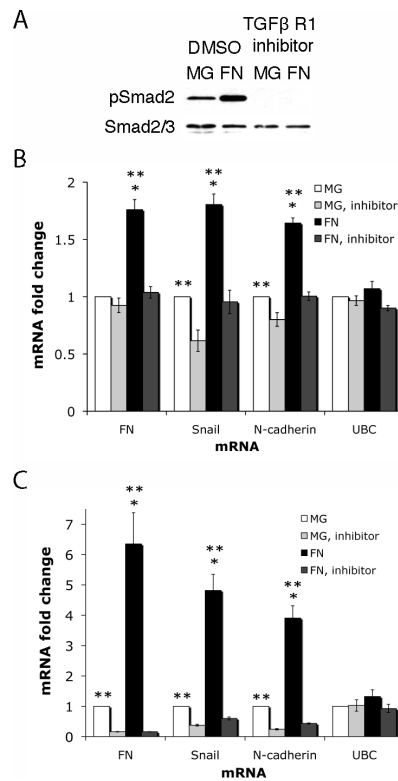 A
DMSO TGFβ R1 inhibitor
MG FN MG FN
pSmad2
Smad2/3
B
mRNA fold change
2
1.5
1
0.5
0
** *
** ** *
** ** *
MG
MG, inhibitor
FN
FN, inhibitor
FN Snail N-cadherin UBC
mRNA
C
mRNA fold change
7
6
5
4
3
2
1
0
** ** *
** ** *
** ** *
MG
MG, inhibitor
FN
FN, inhibitor
FN Snail N-cadherin UBC
mRNA